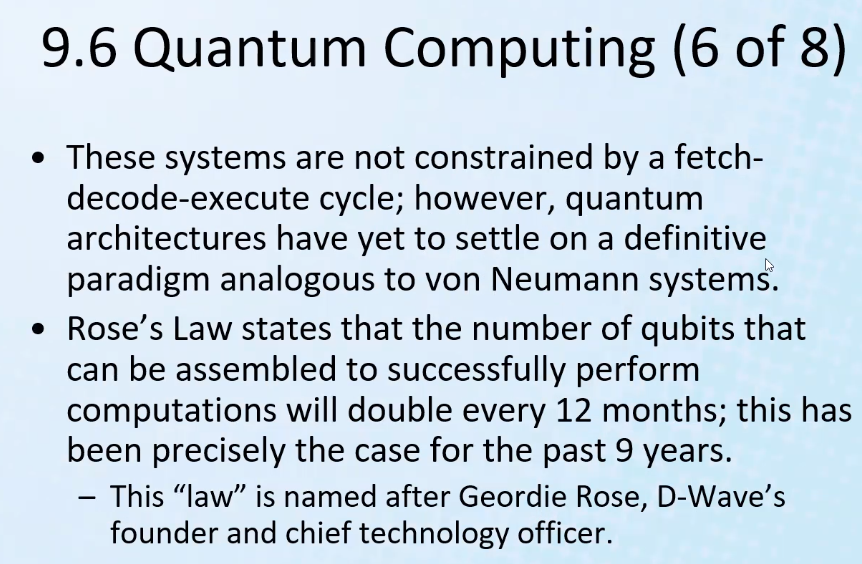 9.6 Quantum Computing (6 of 8)
• These systems are not constrained by a fetch-
decode-execute cycle; however, quantum
architectures have yet to settle on a definitive
paradigm analogous to von Neumann systems.
• Rose’s Law states that the number of qubits that
can be assembled to successfully perform
computations will double every 12 months; this has
been precisely the case for the past 9 years.
– This “law” is named after Geordie Rose, D-Wave’s
founder and chief technology officer.